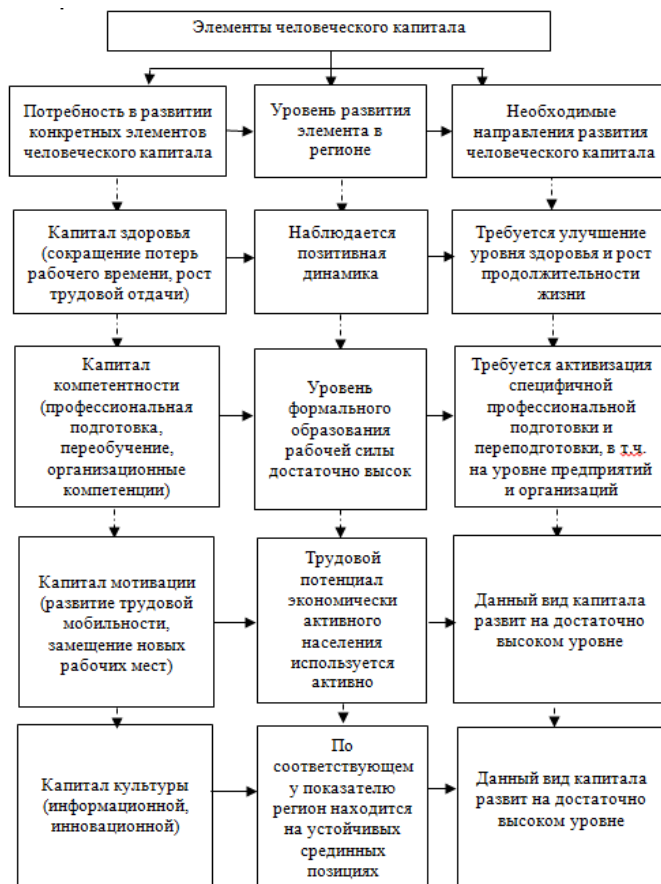 Элементы человеческого капитала
Потребность в развитии
конкретных элементов
человеческого капитала
Уровень развития
элемента в
регионе
Необходимые
направления развития
человеческого капитала
Капитал здоровья
(сокращение потерь
рабочего времени, рост
трудовой отдачи)
Наблюдается
позитивная
динамика
Требуется улучшение
уровня здоровья и рост
продолжительности
жизни
Капитал
компетентности
(профессиональная
подготовка,
переобучение,
организационные
компетенции)
Уровень
формального
образования
рабочей силы
достаточно высок
Требуется активизация
специфичной
профессиональной
подготовки и
переподготовки, в т.ч.
на уровне предприятий
и организаций
Капитал мотивации
(развитие трудовой
мобильности,
замещение новых
рабочих мест)
Трудовой
потенциал
экономически
активного
населения
используется
активно
Данный вид капитала
развит на достаточно
высоком уровне
Капитал культуры
(информационной,
инновационной)
По
соответствующем
у показателю
регион находится
на устойчивых
срединных
позициях
Данный вид капитала
развит на достаточно
высоком уровне